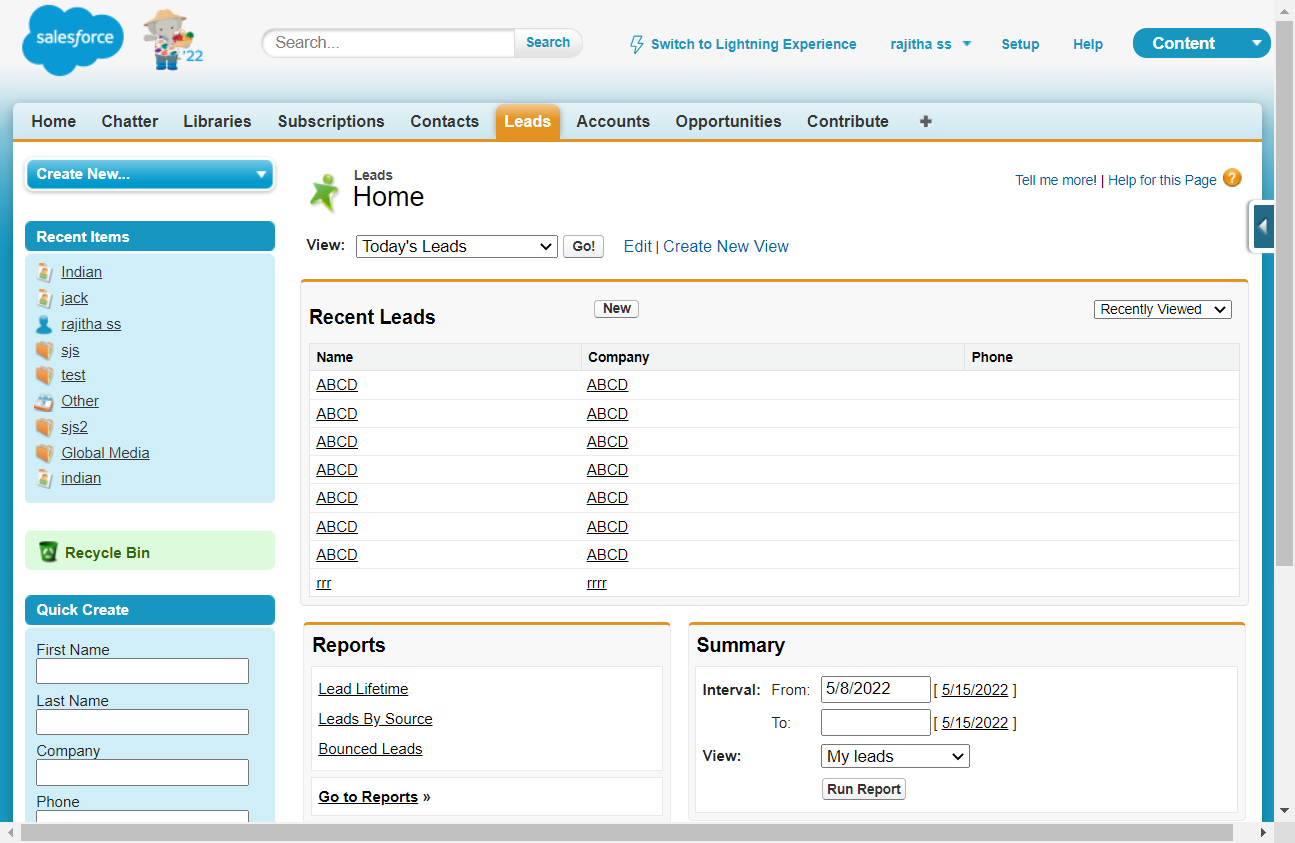 salesforce
'22
Search...
Search
Switch to Lightning Experience
rajitha ss
Setup
Help
Content
Home Chatter Libraries Subscriptions Contacts Leads Accounts Opportunities Contribute +
Create New...
Recent Items
Indian
jack
rajitha ss
sjs
test
Other
sjs2
Global Media
indian
Recycle Bin
Quick Create
First Name
Last Name
Company
Phone
Leads
Home
Tell me more! | Help for this Page ?
View: Today's Leads Go! Edit | Create New View
Recent Leads New Recently Viewed
Name Company Phone
ABCD ABCD
ABCD ABCD
ABCD ABCD
ABCD ABCD
ABCD ABCD
ABCD ABCD
ABCD ABCD
rrr rrrr
Reports
Lead Lifetime
Leads By Source
Bounced Leads
Go to Reports »
Summary
Interval: From: 5/8/2022 [ 5/15/2022 ]
To: [ 5/15/2022 ]
View: My leads
Run Report